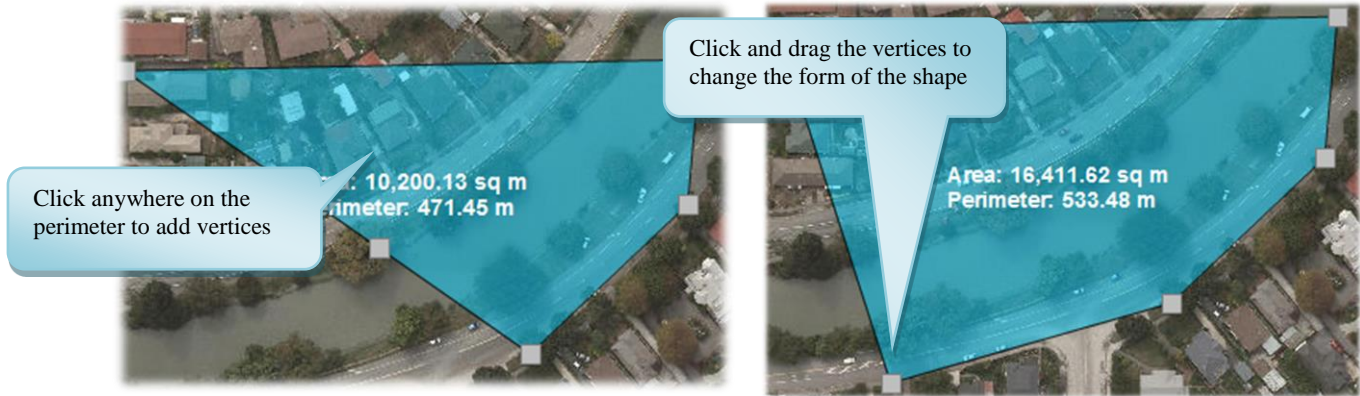 Click anywhere on the
perimeter to add vertices
a: 10,200.13 sq m
rimeter: 471.45 m
Click and drag the vertices to
change the form of the shape
Area: 16,411.62 sq m
Perimeter: 533.48 m